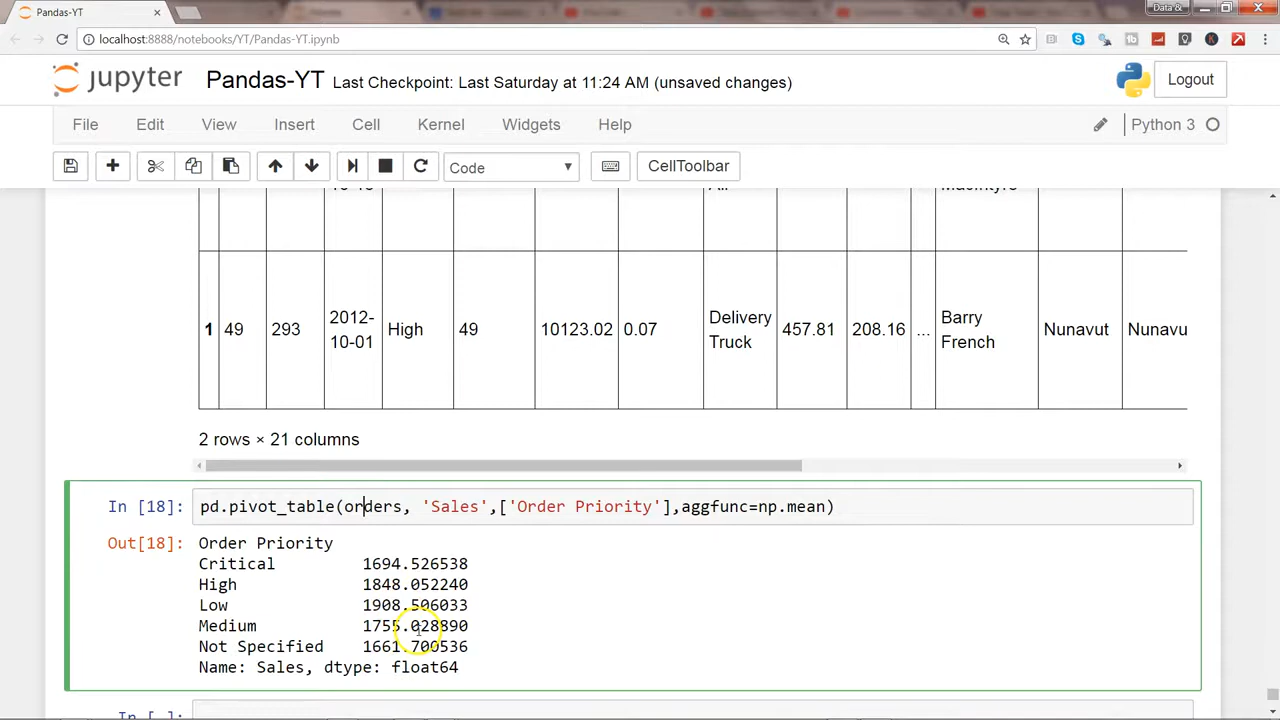 Pandas-YT
Data &
localhost:8888/notebooks/YT/Pandas-YT.ipynb
jupyter Pandas-YT Last Checkpoint: Last Saturday at 11:24 AM (unsaved changes) Logout
File Edit View Insert Cell Kernel Widgets Help Python 3
Code CellToolbar
1 49 293 2012-10-01 High 49 10123.02 0.07 Delivery Truck 457.81 208.16 ... Barry French Nunavut Nunavu
2 rows × 21 columns
In [18]: pd.pivot_table(orders, 'Sales',['Order Priority'],aggfunc=np.mean)
Out[18]: Order Priority
Critical 1694.526538
High 1848.052240
Low 1908.506033
Medium 1755.028890
Not Specified 1661.700536
Name: Sales, dtype: float64